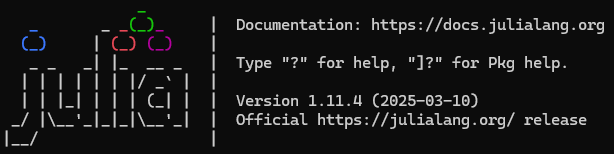 Documentation: https://docs.julialang.org
Type "?" for help, "]?" for Pkg help.
julia
Version 1.11.4 (2025-03-10)
Official https://julialang.org/ release